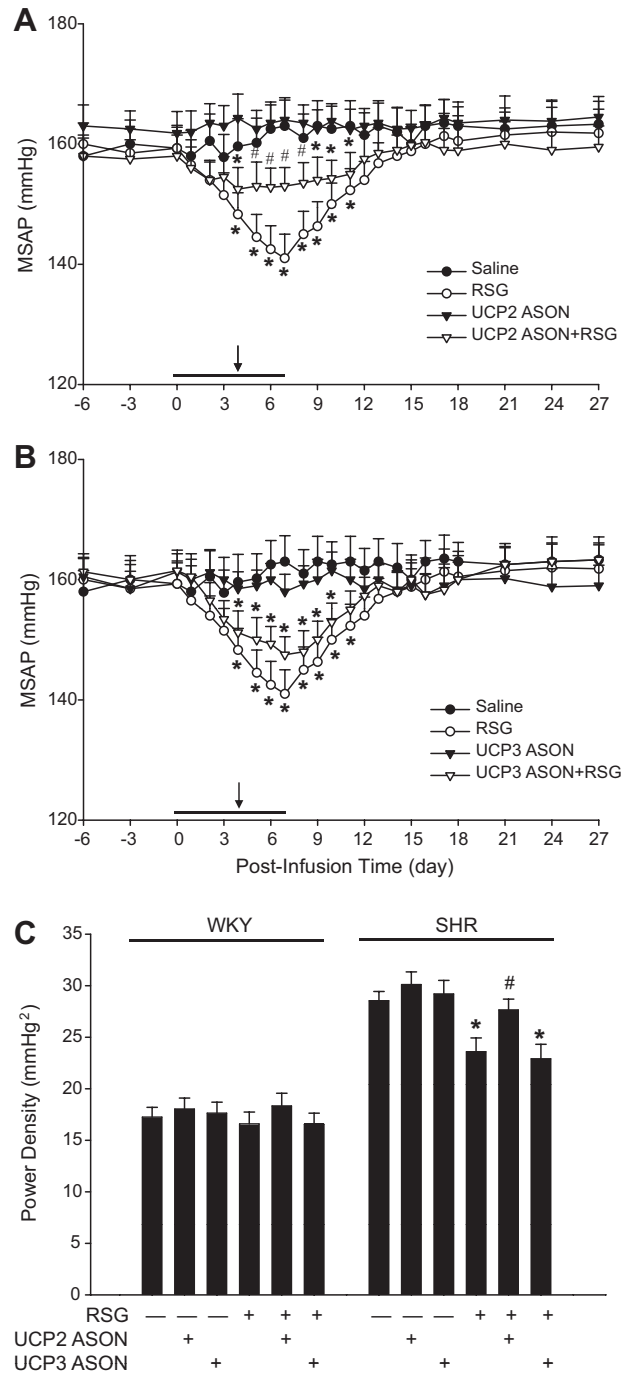 A
180
160
140
120
MSAP (mmHg)
* # # # # * * *
* * * * * * * *
Saline
RSG
UCP2 ASON
UCP2 ASON+RSG
-6 -3 0 3 6 9 12 15 18 21 24 27
B
180
160
140
120
MSAP (mmHg)
* * * * * * *
* * * * * * * *
Saline
RSG
UCP3 ASON
UCP3 ASON+RSG
-6 -3 0 3 6 9 12 15 18 21 24 27
Post-Infusion Time (day)
C
WKY SHR
35
30
25
20
15
10
5
0
Power Density (mmHg²)
* # *
RSG — — — + + + — — — + + +
UCP2 ASON + + + +
UCP3 ASON + + + +